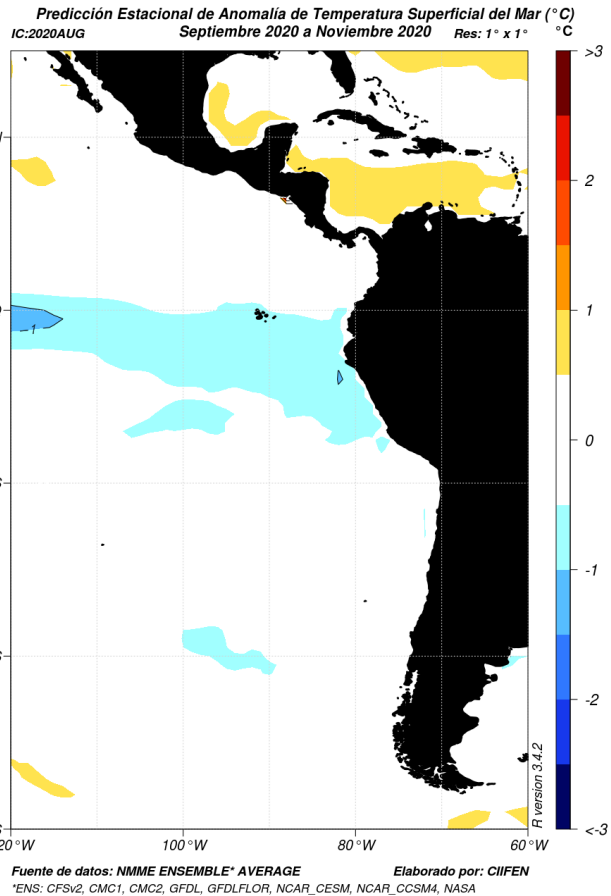 Predicción Estacional de Anomalía de Temperatura Superficial del Mar (°C)
IC:2020AUG
Septiembre 2020 a Noviembre 2020
Res: 1° x 1°
°C
>3
2
1
0
-1
-2
<-3
1
R version 3.4.2
100°W
80°W
60°W
Fuente de datos: NMME ENSEMBLE* AVERAGE
Elaborado por: CIIFEN
*ENS: CFSv2, CMC1, CMC2, GFDL, GFDLFLOR, NCAR_CESM, NCAR_CCSM4, NASA